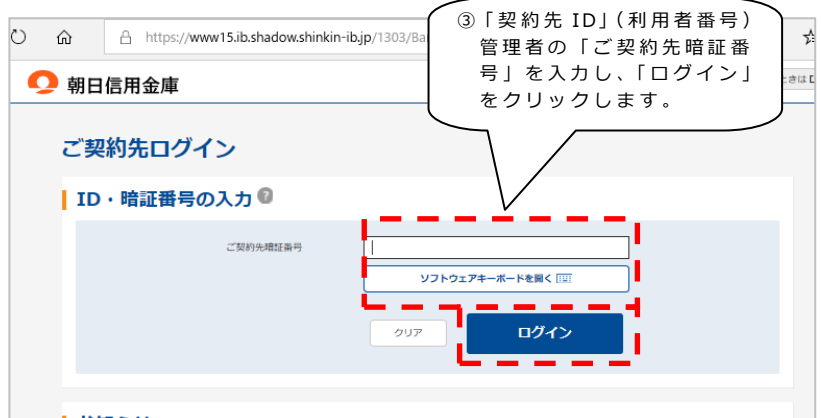 ③「契約先 ID」（利用者番号）
管理者の「ご契約先暗証番
号」を入力し、「ログイン」
をクリックします。
https://www15.ib.shadow.shinkin-ib.jp/1303/Ba
ときは
朝日信用金庫
ご契約先ログイン
ID・暗証番号の入力 ?
ご契約先暗証番号
ソフトウェアキーボードを開く
クリア ログイン